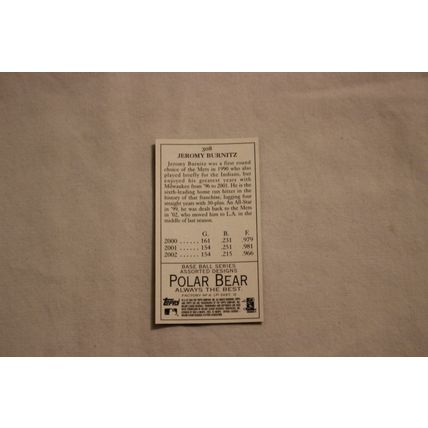 308
JEROMY BURNITZ
Jeromy Burnitz was a first round
choice of the Mets in 1990 who also
played briefly for the Indians, but
enjoyed his greatest years with
Milwaukee from '96 to 2001. He is the
sixth-leading home run hitter in the
history of that franchise, logging four
straight years with 30-plus. An All-Star
in '99, he was dealt back to the Mets
in '02, who moved him to L.A. in the
middle of last season.
G. B. F.
2000 ...... 161 .231 .979
2001 ...... 154 .251 .981
2002 ...... 154 .215 .966
BASE BALL SERIES
ASSORTED DESIGNS
POLAR BEAR
ALWAYS THE BEST.
Topps